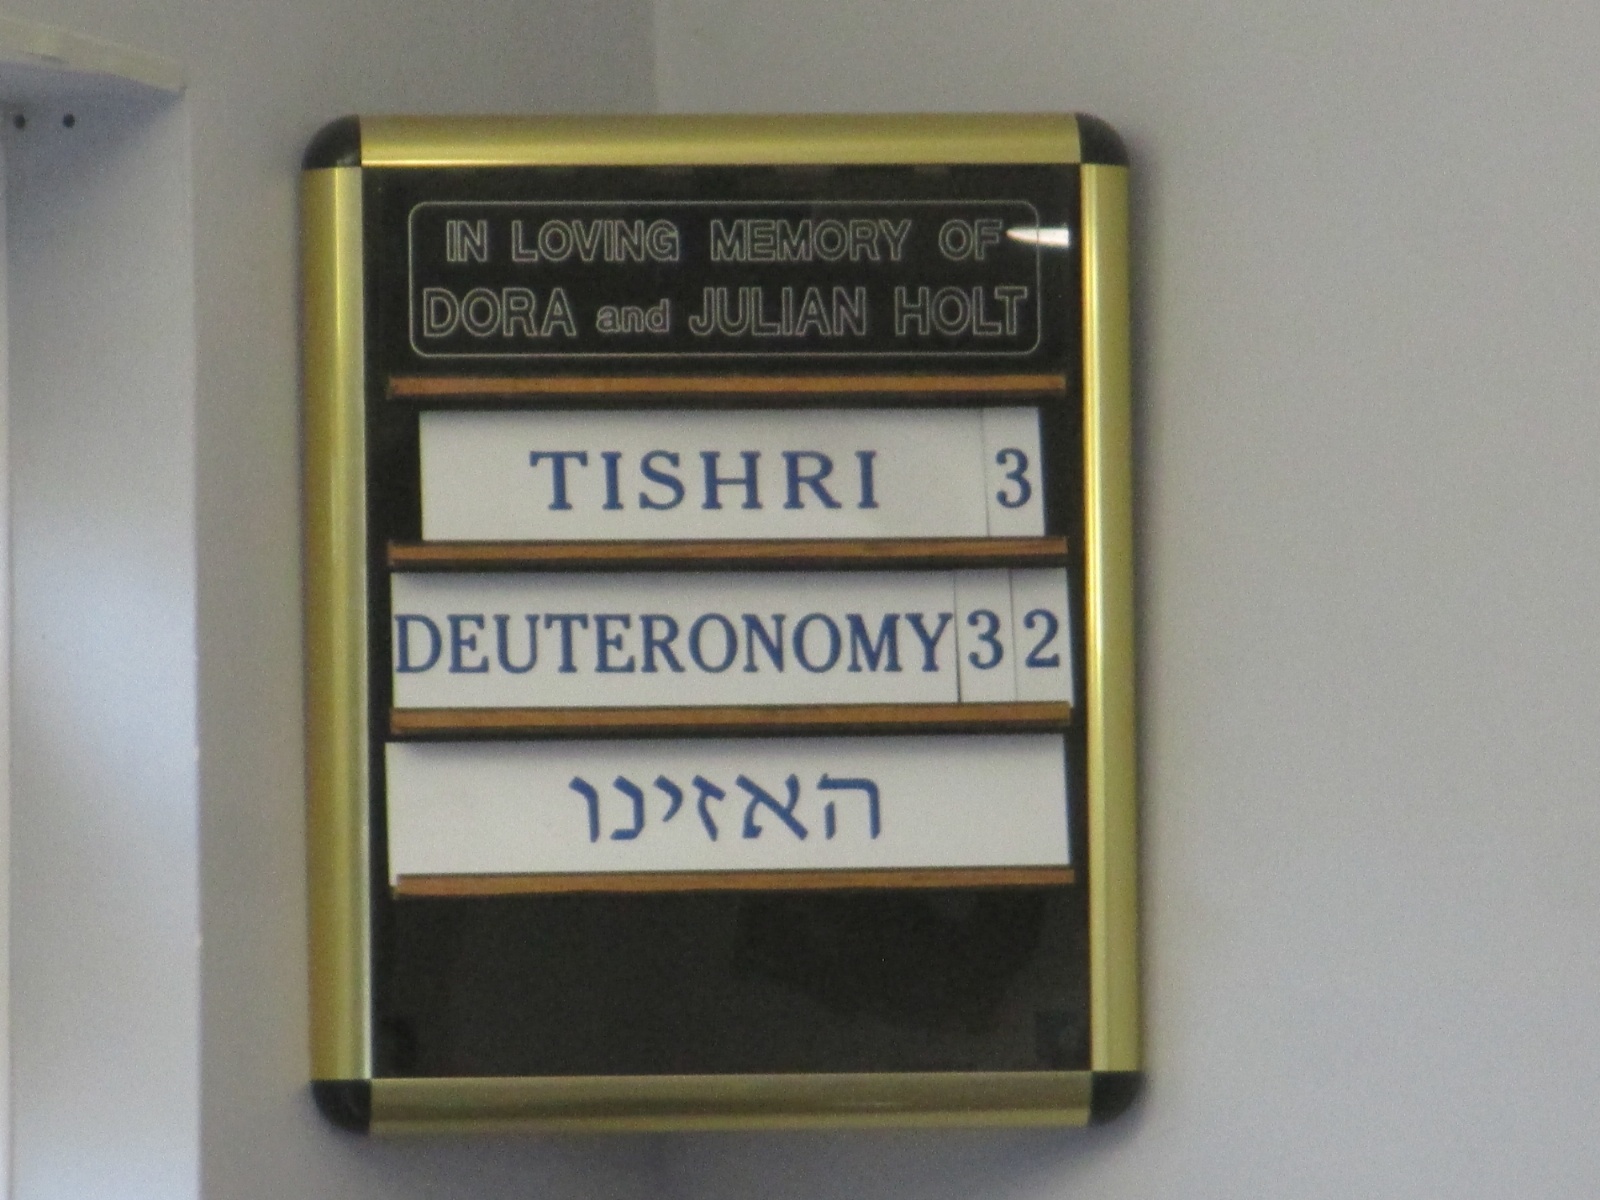 IN LOVING MEMORY OF
DORA and JULIAN HOLT
TISHRI 3
DEUTERONOMY 32
האזינו